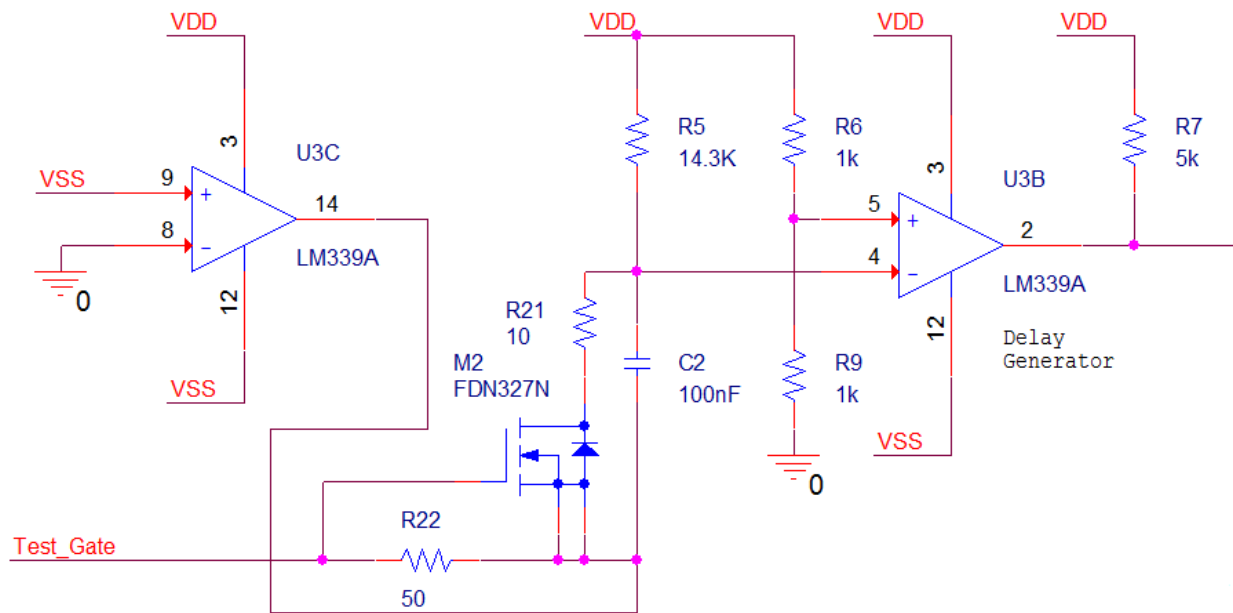 VDD
VDD
VDD
VDD
3
U3C
VSS
9
+
8
-
14
LM339A
0
12
VSS
R5
14.3K
R6
1k
R7
5k
3
U3B
5
+
4
-
2
LM339A
12
Delay
Generator
VSS
R21
10
M2
FDN327N
C2
100nF
R9
1k
0
Test_Gate
R22
50